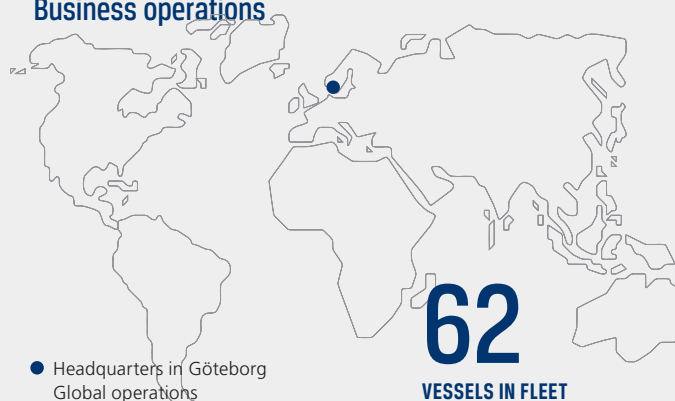 Business operations
62
Headquarters in Göteborg
Global operations
VESSELS IN FLEET